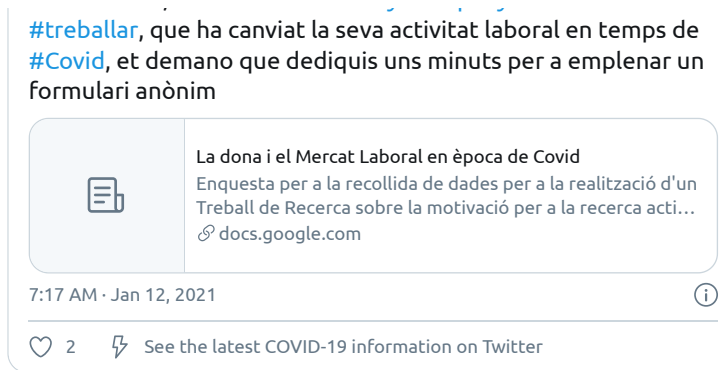 #treballar, que ha canviat la seva activitat laboral en temps de
#Covid, et demano que dediquis uns minuts per a emplenar un
formulari anònim
La dona i el Mercat Laboral en època de Covid
Enquesta per a la recollida de dades per a la realització d'un
Treball de Recerca sobre la motivació per a la recerca acti...
docs.google.com
7:17 AM · Jan 12, 2021
2
See the latest COVID-19 information on Twitter